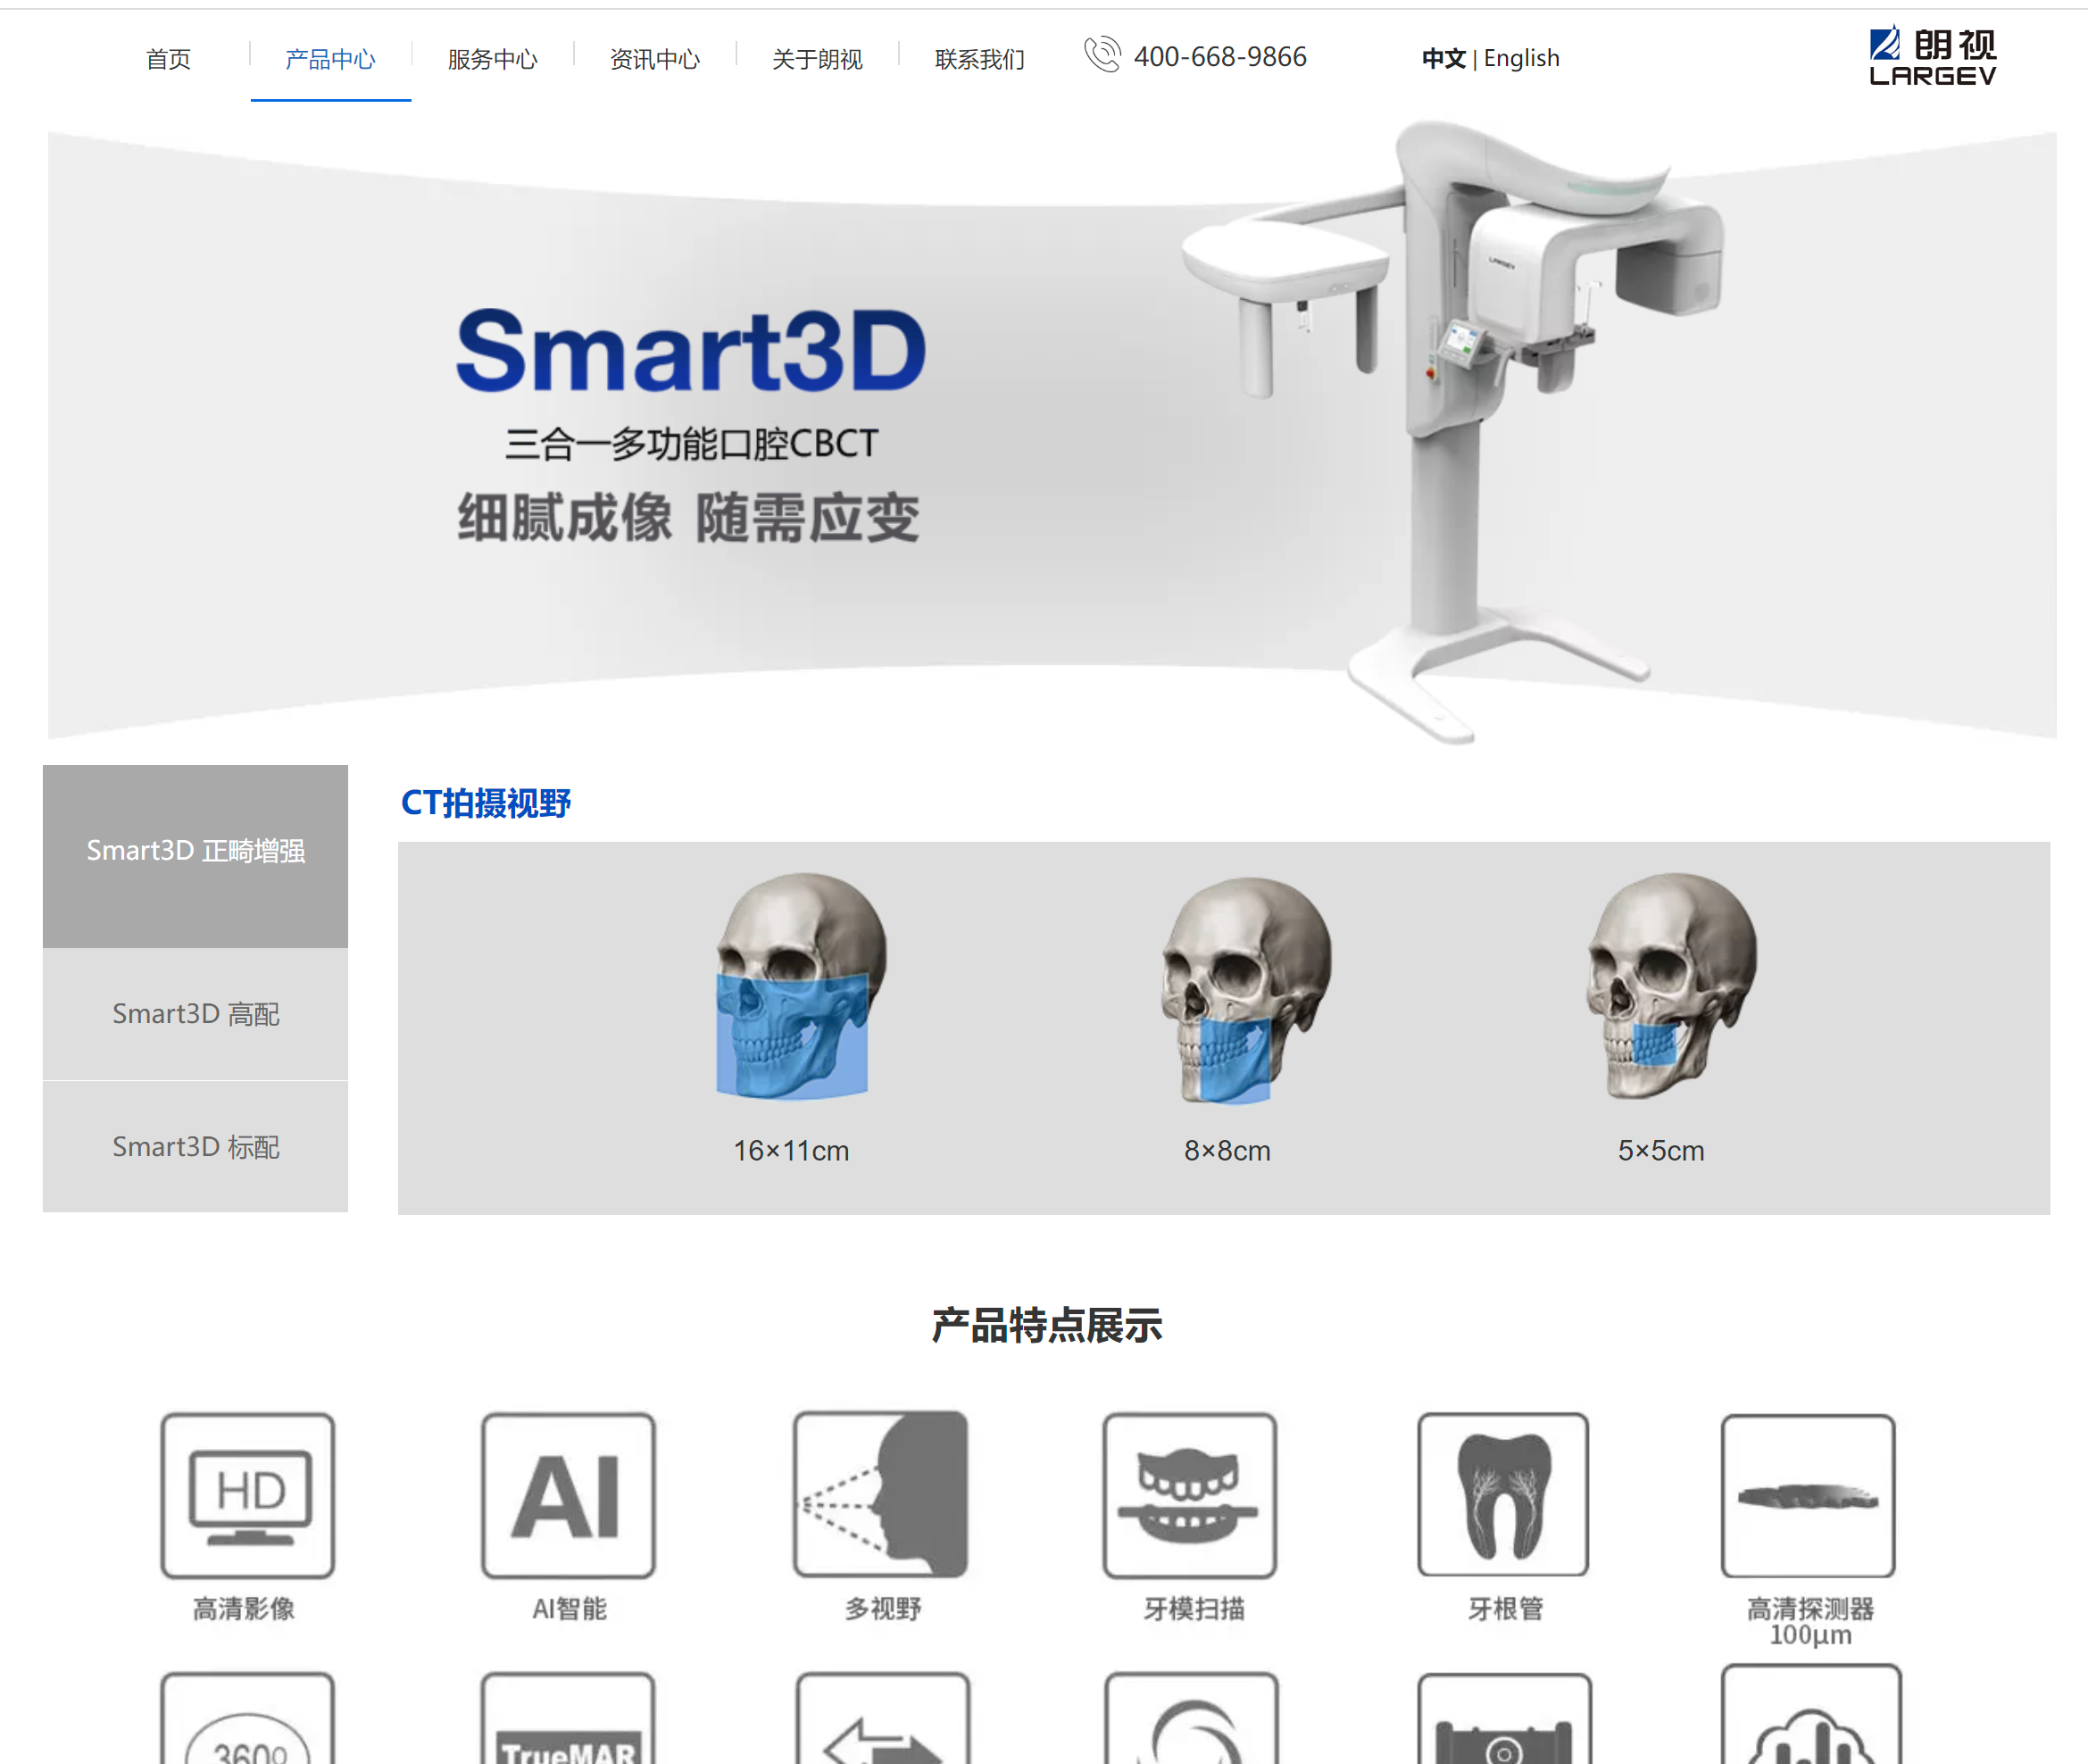 首页
产品中心
服务中心
资讯中心
关于朗视
联系我们
400-668-9866
中文 | English
朗视
LARGEV
LARGEV
Smart3D
三合一多功能口腔CBCT
细腻成像 随需应变
Smart3D 正畸增强
Smart3D 高配
Smart3D 标配
CT拍摄视野
16×11cm
8×8cm
5×5cm
产品特点展示
HD
AI
高清影像
AI智能
多视野
牙模扫描
牙根管
高清探测器
100μm
360º
TrueMAR